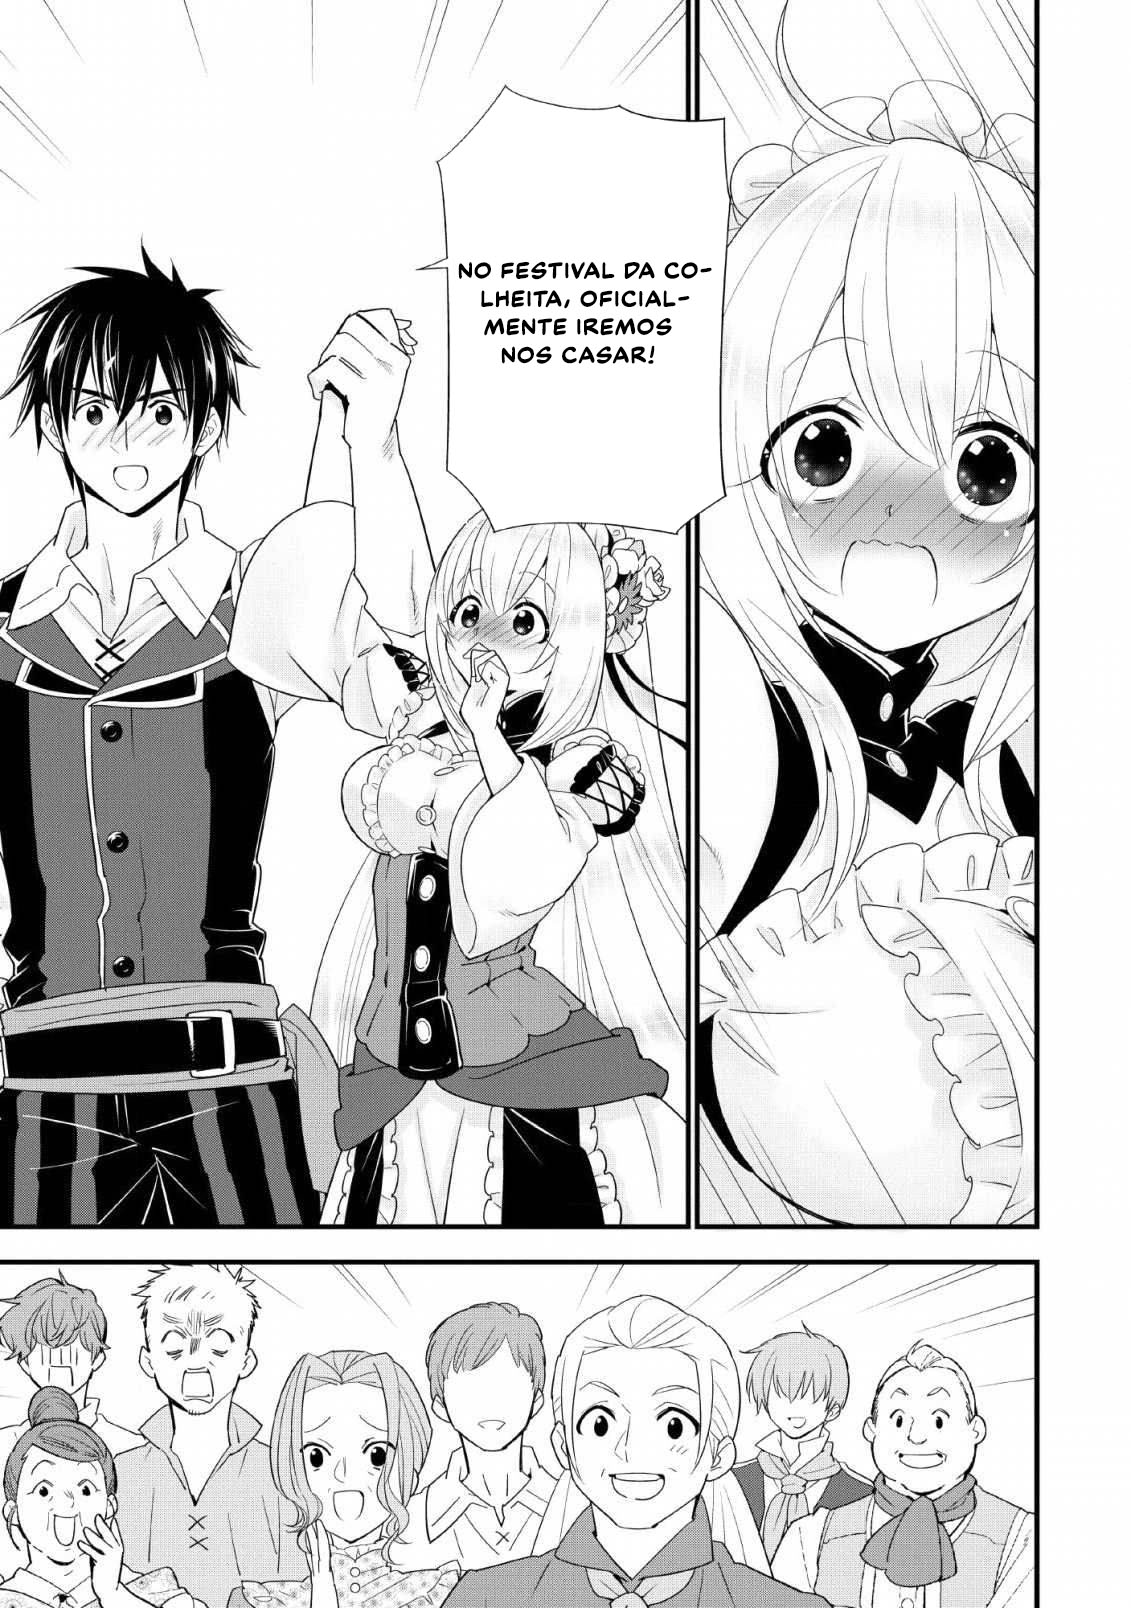 NO FESTIVAL DA CO-
LHEITA, OFICIAL-
MENTE IREMOS
NOS CASAR!